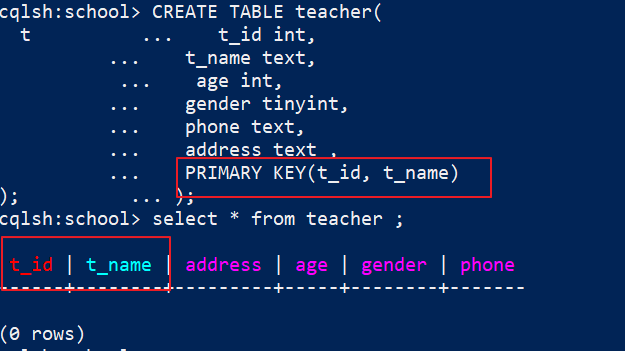 cqlsh:school> CREATE TABLE teacher(
t ... t_id int,
... t_name text,
... age int,
... gender tinyint,
... phone text,
... address text ,
... PRIMARY KEY(t_id, t_name)
); ... );
cqlsh:school> select * from teacher ;
t_id | t_name | address | age | gender | phone
------+--------+---------+-----+--------+-------
(0 rows)